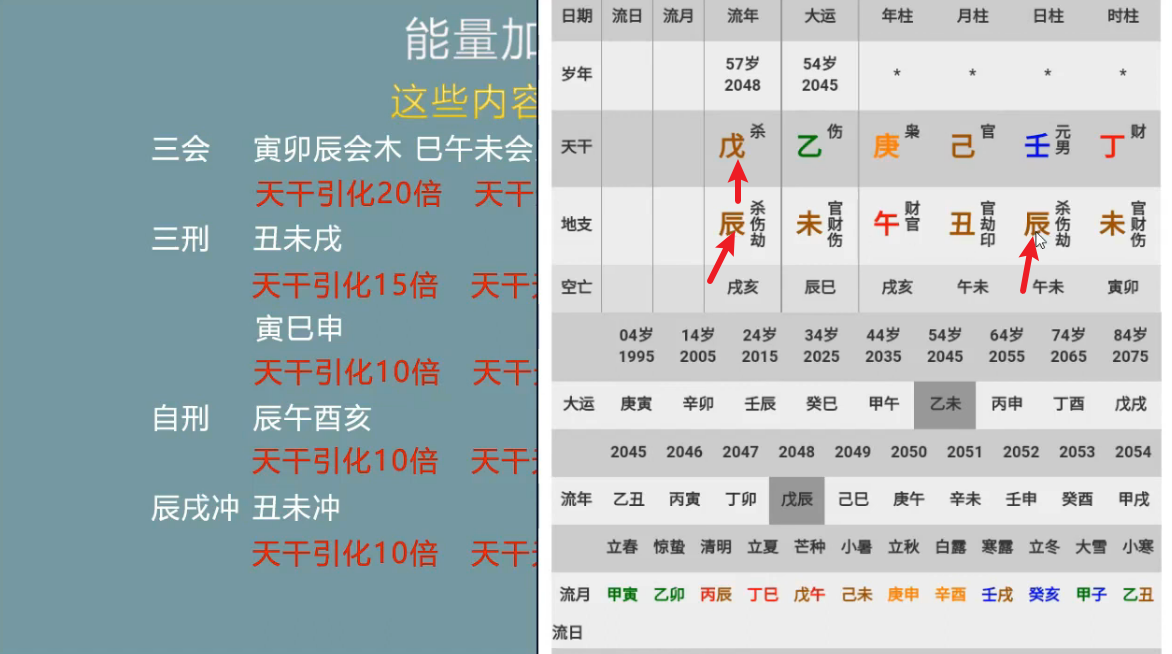 能量加
这些内容
三会 寅卯辰会木 巳午未会
天干引化20倍 天干
三刑 丑未戌
天干引化15倍 天干
寅巳申
天干引化10倍 天干
自刑 辰午酉亥
天干引化10倍 天干
辰戌冲 丑未冲
天干引化10倍 天干
日期 流日 流月 流年 大运 年柱 月柱 日柱 时柱
岁年 57岁 2048 54岁 2045 * * * *
天干 戊 杀 乙 伤 庚 枭 己 官 壬 元男 丁 财
地支 辰 杀伤劫 未 官财伤 午 财官 丑 官劫印 辰 杀伤劫 未 官财伤
空亡 戌亥 辰巳 戌亥 午未 午未 寅卯
04岁 14岁 24岁 34岁 44岁 54岁 64岁 74岁 84岁
1995 2005 2015 2025 2035 2045 2055 2065 2075
大运 庚寅 辛卯 壬辰 癸巳 甲午 乙未 丙申 丁酉 戊戌
2045 2046 2047 2048 2049 2050 2051 2052 2053 2054
流年 乙丑 丙寅 丁卯 戊辰 己巳 庚午 辛未 壬申 癸酉 甲戌
立春 惊蛰 清明 立夏 芒种 小暑 立秋 白露 寒露 立冬 大雪 小寒
流月 甲寅 乙卯 丙辰 丁巳 戊午 己未 庚申 辛酉 壬戌 癸亥 甲子 乙丑
流日